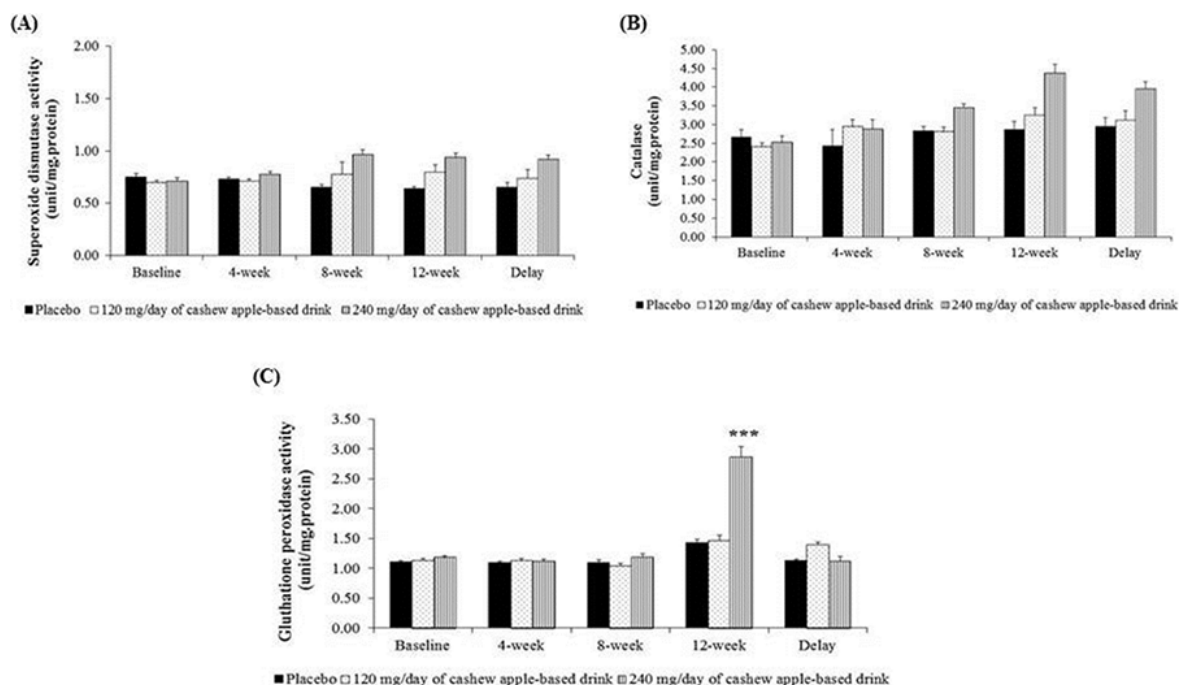 (A)
Superoxide dismutase activity
(unit/mg.protein)
2.00
1.50
1.00
0.50
0.00
Baseline 4-week 8-week 12-week Delay
Placebo 120 mg/day of cashew apple-based drink 240 mg/day of cashew apple-based drink
(B)
Catalase
(unit/mg.protein)
5.00
4.50
4.00
3.50
3.00
2.50
2.00
1.50
1.00
0.50
0.00
Baseline 4-week 8-week 12-week Delay
Placebo 120 mg/day of cashew apple-based drink 240 mg/day of cashew apple-based drink
(C)
Gluthatione peroxidase activity
(unit/mg.protein)
3.50
3.00
2.50
2.00
1.50
1.00
0.50
0.00
***
Baseline 4-week 8-week 12-week Delay
Placebo 120 mg/day of cashew apple-based drink 240 mg/day of cashew apple-based drink